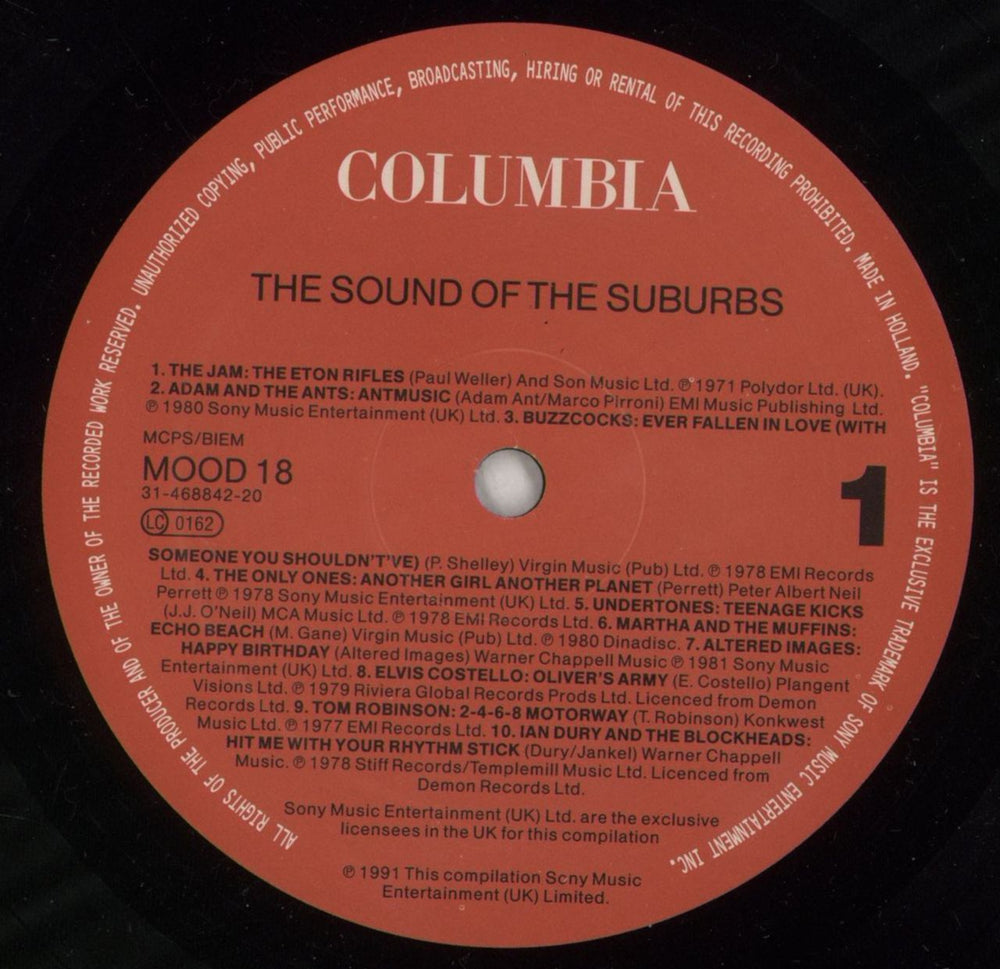 ALL RIGHTS OF THE PRODUCER AND OF THE OWNER OF THE RECORDED WORK RESERVED. UNAUTHORIZED COPYING, PUBLIC PERFORMANCE, BROADCASTING, HIRING OR RENTAL OF THIS RECORDING PROHIBITED. MADE IN HOLLAND. "COLUMBIA" IS THE EXCLUSIVE TRADEMARK OF SONY MUSIC ENTERTAINMENT INC.
COLUMBIA
THE SOUND OF THE SUBURBS
1. THE JAM: THE ETON RIFLES (Paul Weller) And Son Music Ltd. ℗ 1971 Polydor Ltd. (UK).
2. ADAM AND THE ANTS: ANTMUSIC (Adam Ant/Marco Pirroni) EMI Music Publishing Ltd.
℗ 1980 Sony Music Entertainment (UK) Ltd. 3. BUZZCOCKS: EVER FALLEN IN LOVE (WITH
MCPS/BIEM
MOOD 18
31-468842-20
LC 0162
1
SOMEONE YOU SHOULDN'T'VE) (P. Shelley) Virgin Music (Pub) Ltd. ℗ 1978 EMI Records
Ltd. 4. THE ONLY ONES: ANOTHER GIRL ANOTHER PLANET (Perrett) Peter Albert Neil
Perrett ℗ 1978 Sony Music Entertainment (UK) Ltd. 5. UNDERTONES: TEENAGE KICKS
(J.J. O'Neil) MCA Music Ltd. ℗ 1978 EMI Records Ltd. 6. MARTHA AND THE MUFFINS:
ECHO BEACH (M. Gane) Virgin Music (Pub) Ltd. ℗ 1980 Dinadisc. 7. ALTERED IMAGES:
HAPPY BIRTHDAY (Altered Images) Warner Chappell Music ℗ 1981 Sony Music
Entertainment (UK) Ltd. 8. ELVIS COSTELLO: OLIVER'S ARMY (E. Costello) Plangent
Visions Ltd. ℗ 1979 Riviera Global Records Prods Ltd. Licenced from Demon
Records Ltd. 9. TOM ROBINSON: 2-4-6-8 MOTORWAY (T. Robinson) Konkwest
Music Ltd. ℗ 1977 EMI Records Ltd. 10. IAN DURY AND THE BLOCKHEADS:
HIT ME WITH YOUR RHYTHM STICK (Dury/Jankel) Warner Chappell
Music. ℗ 1978 Stiff Records/Templemill Music Ltd. Licenced from
Demon Records Ltd.
Sony Music Entertainment (UK) Ltd. are the exclusive
licensees in the UK for this compilation
℗ 1991 This compilation Sony Music
Entertainment (UK) Limited.